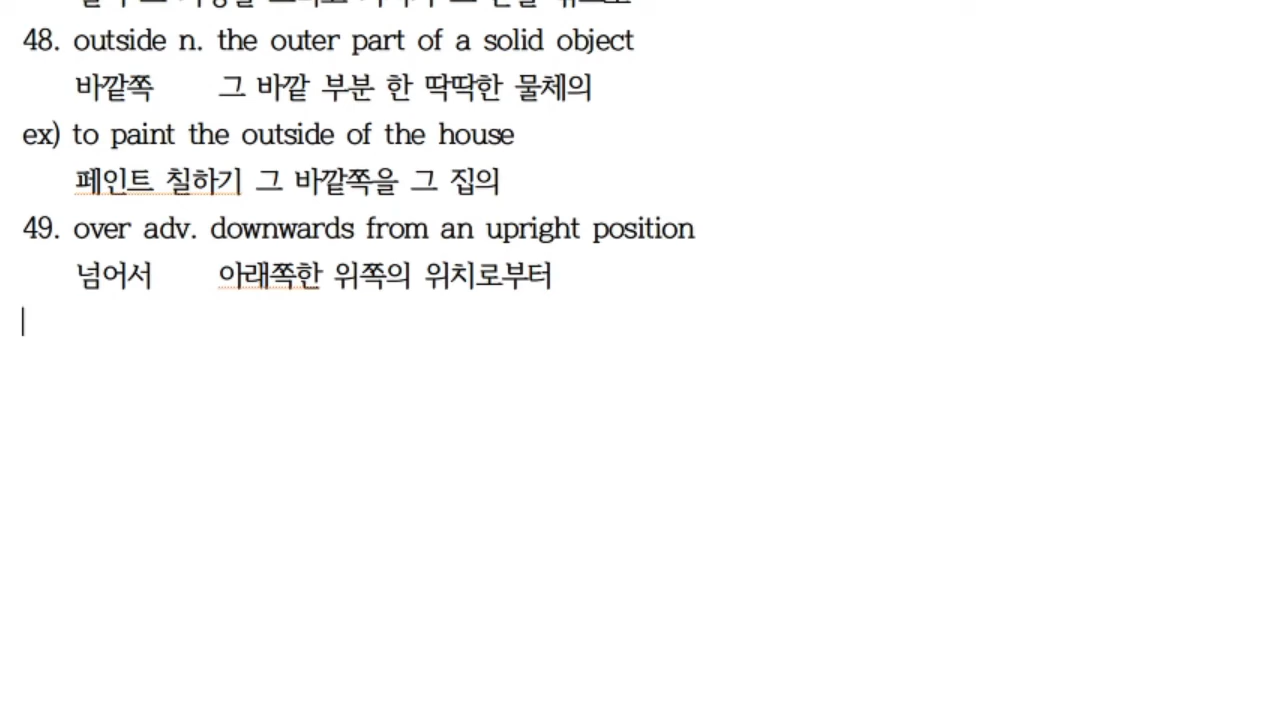 48. outside n. the outer part of a solid object
바깥쪽 그 바깥 부분 한 딱딱한 물체의
ex) to paint the outside of the house
페인트 칠하기 그 바깥쪽을 그 집의
49. over adv. downwards from an upright position
넘어서 아래쪽한 위쪽의 위치로부터